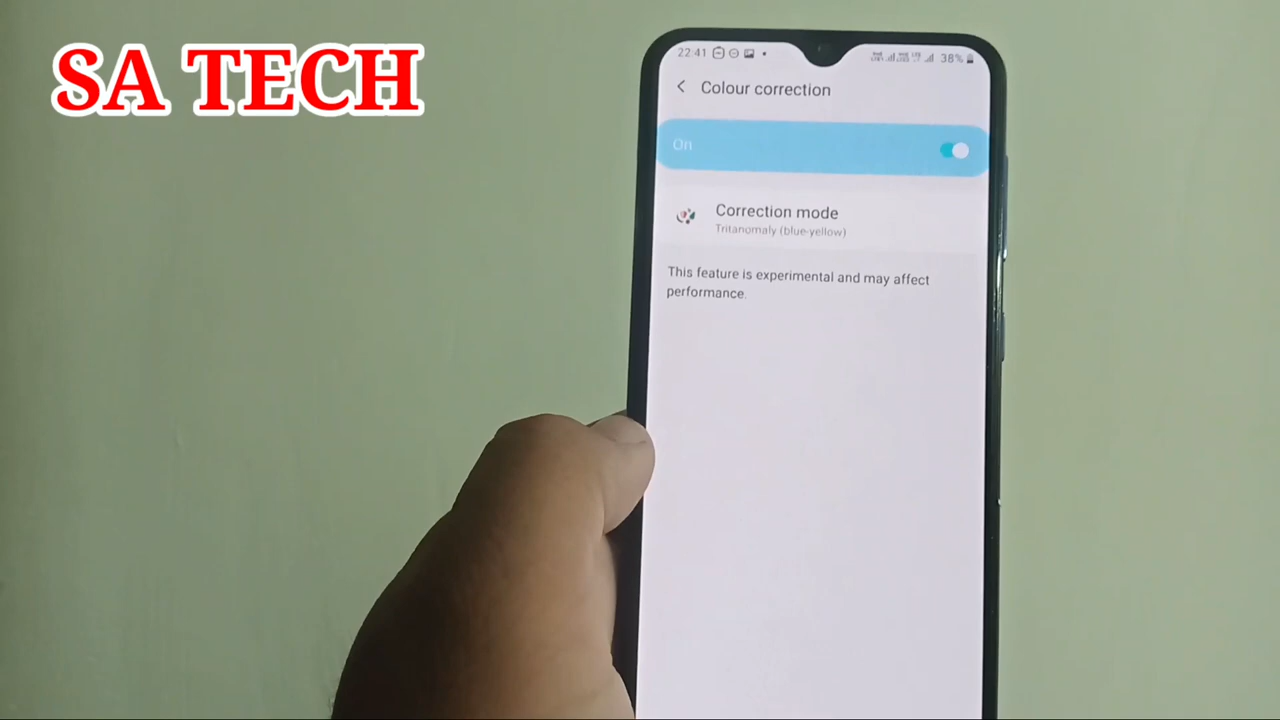 SA TECH
22:41
38%
Colour correction
On
Correction mode
Tritanomaly (blue-yellow)
This feature is experimental and may affect
performance.